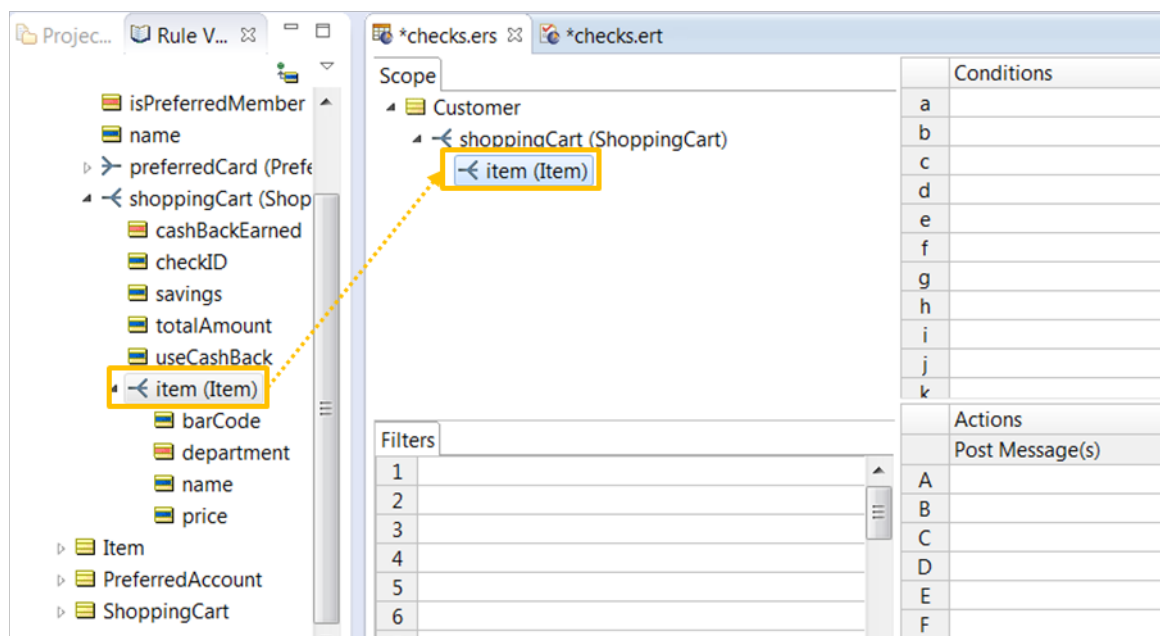 Projec...
Rule V...
isPreferredMember
name
preferredCard (Prefe
shoppingCart (Shop
cashBackEarned
checkID
savings
totalAmount
useCashBack
item (Item)
barCode
department
name
price
Item
PreferredAccount
ShoppingCart
*checks.ers
*checks.ert
Scope
Customer
shoppingCart (ShoppingCart)
item (Item)
Filters
1
2
3
4
5
6
Conditions
a
b
c
d
e
f
g
h
i
j
k
Actions
Post Message(s)
A
B
C
D
E
F